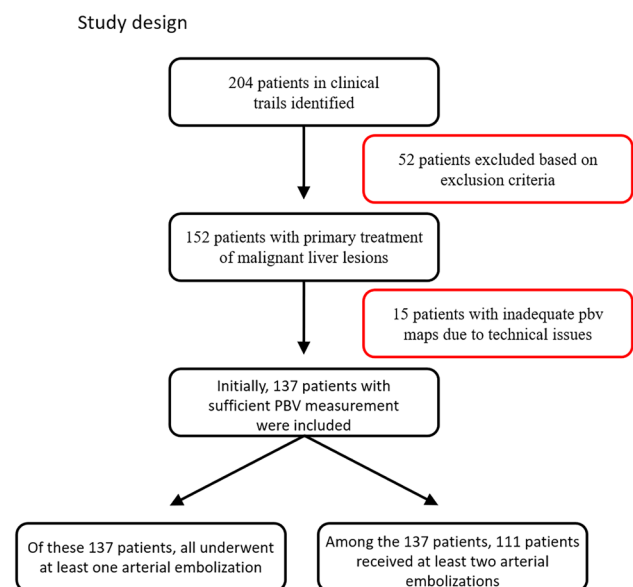 Study design
204 patients in clinical
trails identified
52 patients excluded based on
exclusion criteria
152 patients with primary treatment
of malignant liver lesions
15 patients with inadequate pbv
maps due to technical issues
Initially, 137 patients with
sufficient PBV measurement
were included
Of these 137 patients, all underwent
at least one arterial embolization
Among the 137 patients, 111 patients
received at least two arterial
embolizations